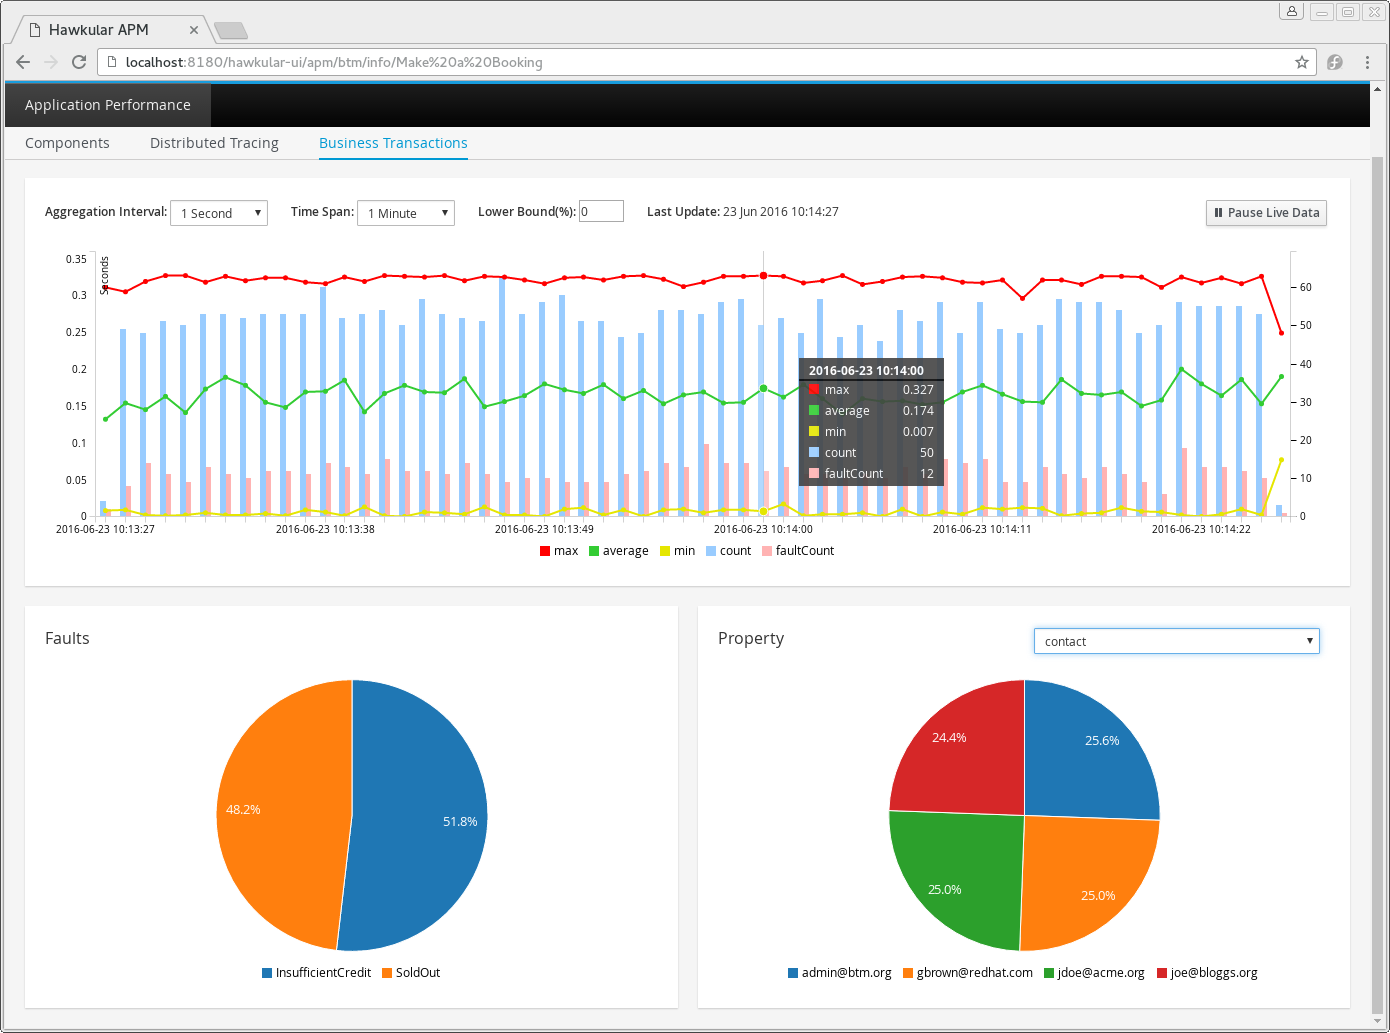 Hawkular APM
localhost:8180/hawkular-ui/apm/btm/info/Make%20a%20Booking
Application Performance
Components Distributed Tracing Business Transactions
Aggregation Interval: 1 Second Time Span: 1 Minute Lower Bound(%): 0 Last Update: 23 Jun 2016 10:14:27 Pause Live Data
Seconds
0.35
0.3
0.25
0.2
0.15
0.1
0.05
0
60
50
40
30
20
10
0
2016-06-23 10:14:00
max 0.327
average 0.174
min 0.007
count 50
faultCount 12
2016-06-23 10:13:27 2016-06-23 10:13:38 2016-06-23 10:13:49 2016-06-23 10:14:00 2016-06-23 10:14:11 2016-06-23 10:14:22
max average min count faultCount
Faults
48.2%
51.8%
InsufficientCredit SoldOut
Property contact
24.4% 25.6%
25.0% 25.0%
admin@btm.org gbrown@redhat.com jdoe@acme.org joe@bloggs.org